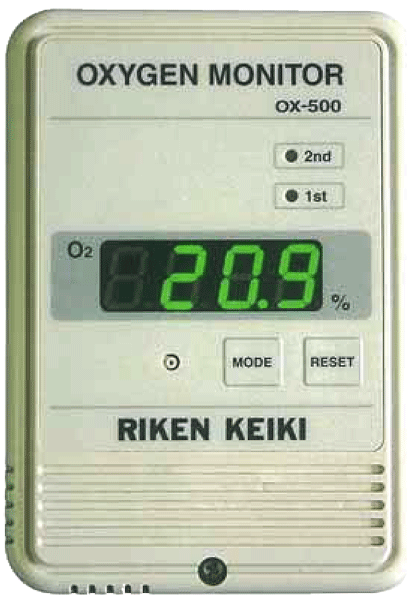 OXYGEN MONITOR
OX-500
2nd
1st
O₂
20.9
%
MODE
RESET
RIKEN KEIKI